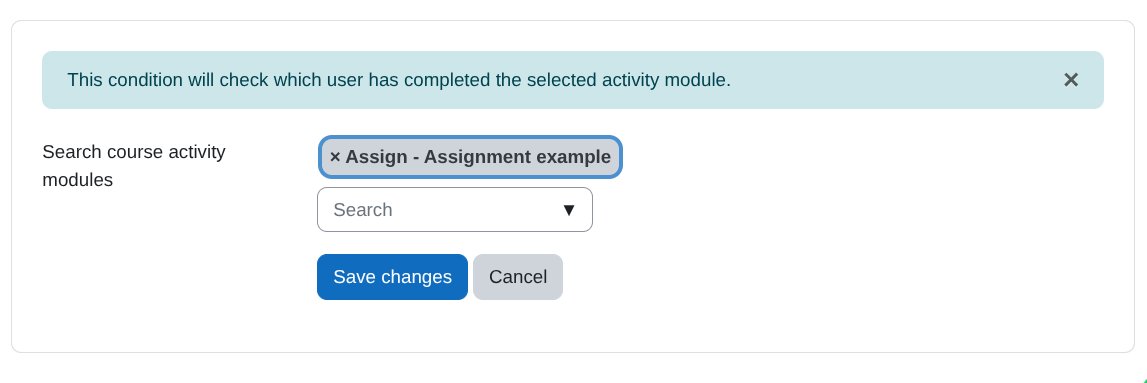 This condition will check which user has completed the selected activity module. ×
Search course activity
modules
× Assign - Assignment example
Search ▼
Save changes Cancel